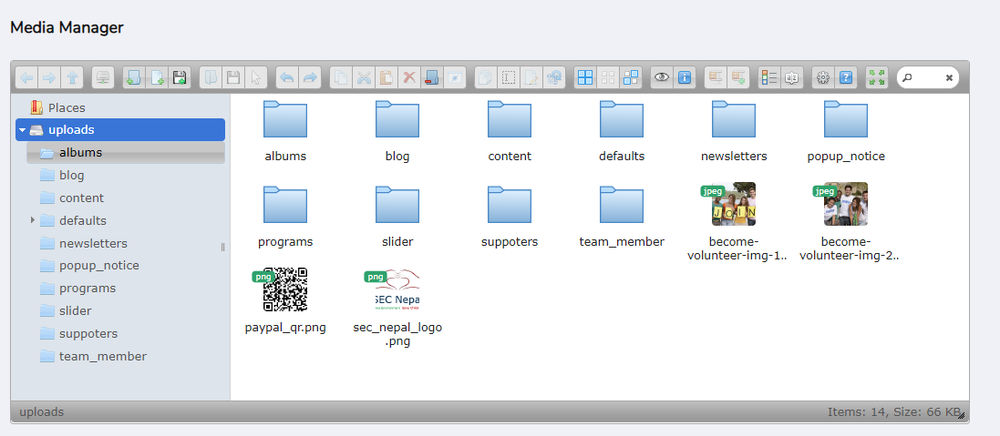 Media Manager
Places
uploads
albums
blog
content
defaults
newsletters
popup_notice
programs
slider
suppoters
team_member
albums
blog
content
defaults
newsletters
popup_notice
programs
slider
suppoters
team_member
jpeg
JOIN
become-
volunteer-img-1..
jpeg
become-
volunteer-img-2..
png
paypal_qr.png
png
SEC Nepal
sec_nepal_logo
.png
uploads
Items: 14, Size: 66 KB